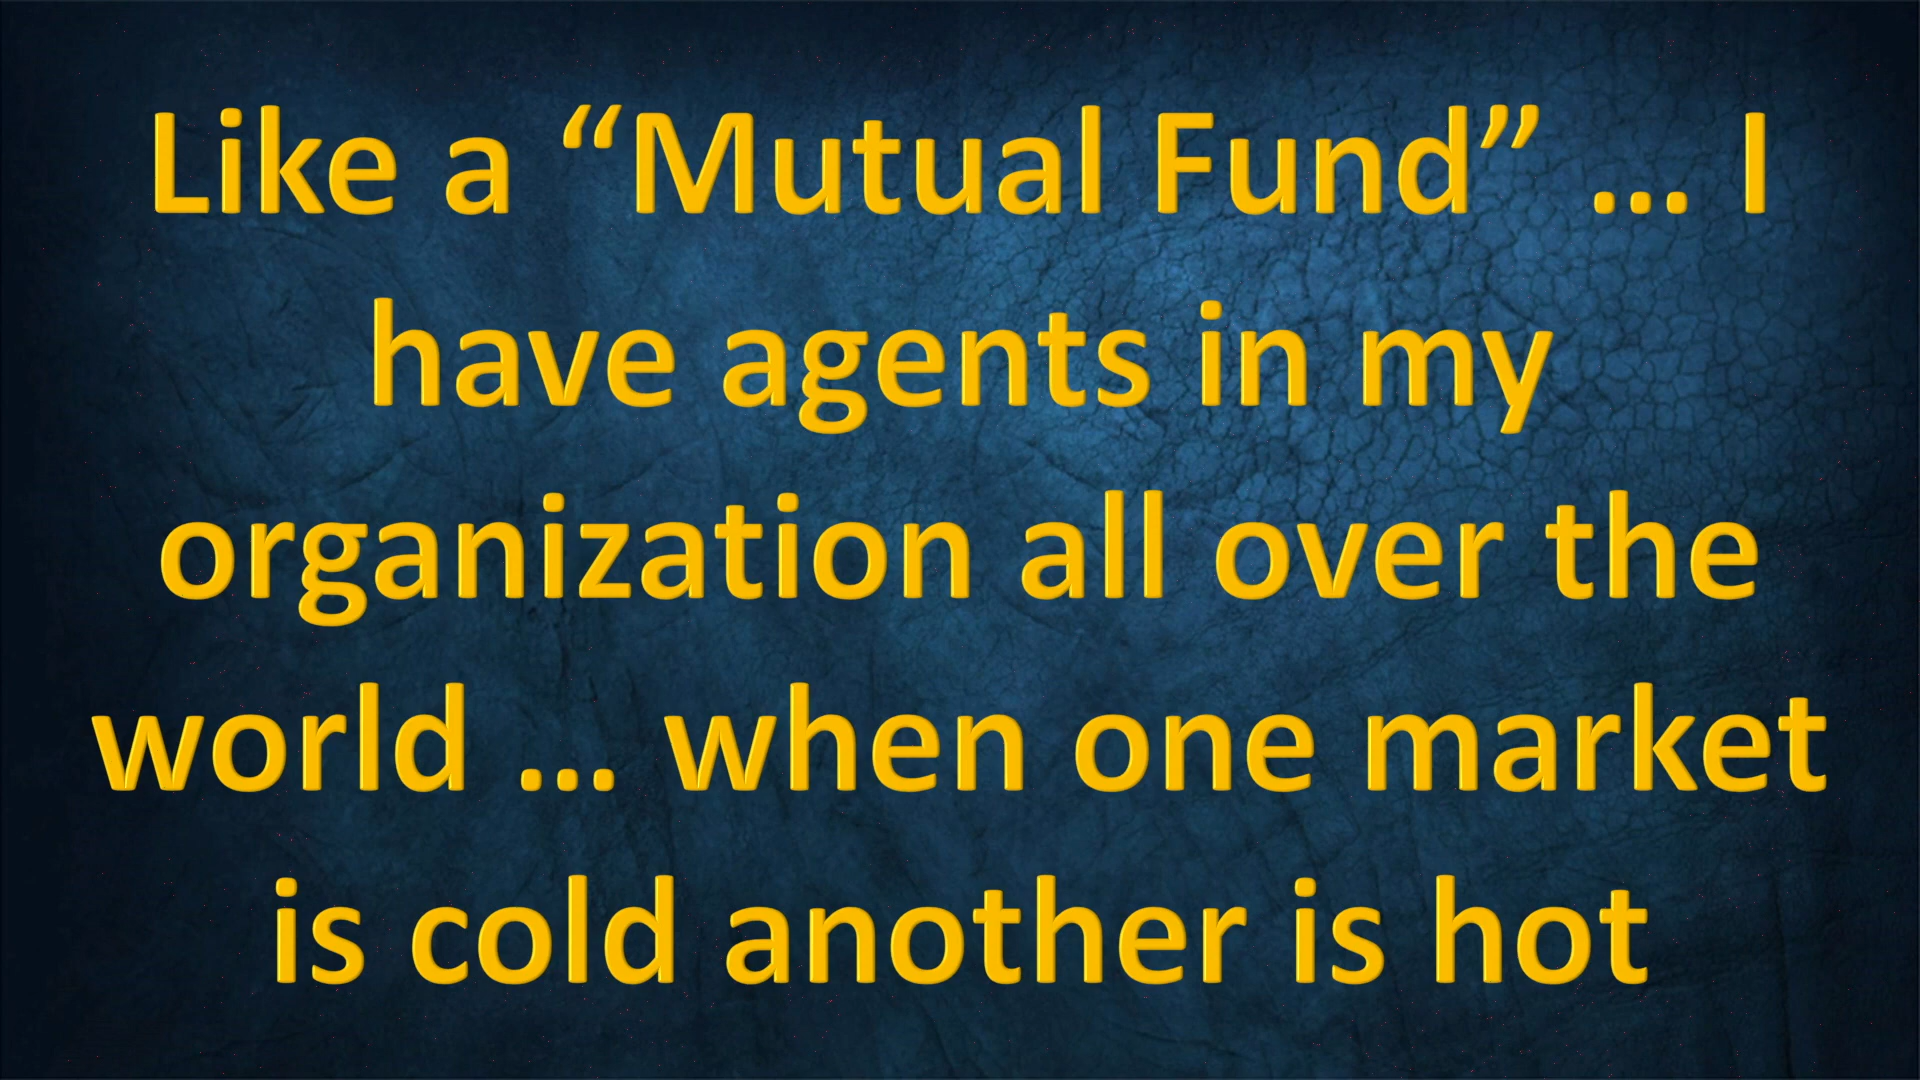 Like a “Mutual Fund” … I
have agents in my
organization all over the
world … when one market
is cold another is hot